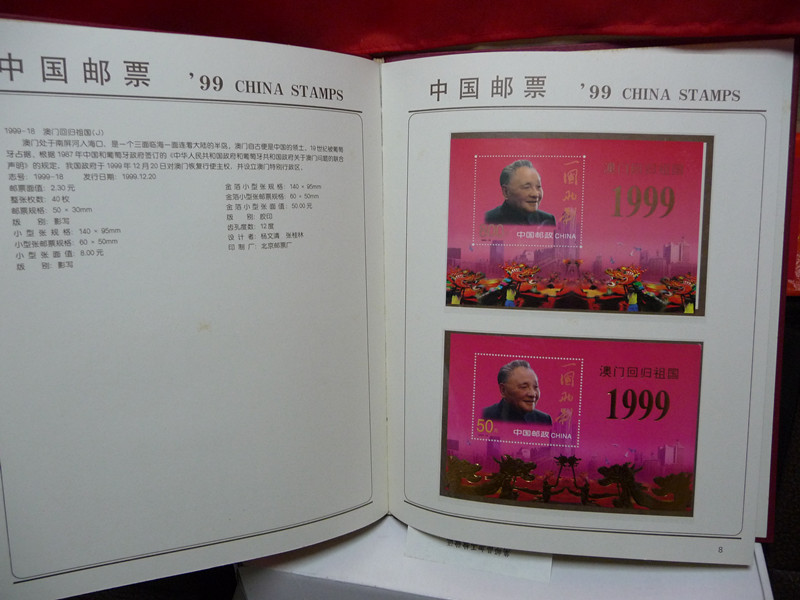 中国邮票 '99 CHINA STAMPS
1999-18 澳门回归祖国(J)
澳门处于南屏河入海口，是一个三面临海一面连着大陆的半岛。澳门自古便是中国的领土，19世纪被葡萄
牙占据。根据1987年中国和葡萄牙政府签订的《中华人民共和国政府和葡萄牙共和国政府关于澳门问题的联合
声明》的规定，我国政府于1999年12月20日对澳门恢复行使主权，并设立澳门特别行政区。
志号：1999-18 发行日期：1999.12.20
邮票面值：2.30元
整张枚数：40枚
邮票规格：50×30mm
版 别：影写
小型张规格：140×95mm
小型张邮票规格：60×50mm
小型张面值：8.00元
版 别：影写
金箔小型张规格：140×95mm
金箔小型张邮票规格：60×50mm
金箔小型张面值：50.00元
版 别：胶印
齿孔度数：12度
设计者：杨文清 张桂林
印制厂：北京邮票厂
中国邮票 '99 CHINA STAMPS
一国两制
澳门回归祖国
1999
中国邮政 CHINA
一国两制
澳门回归祖国
1999
50元
中国邮政 CHINA
8